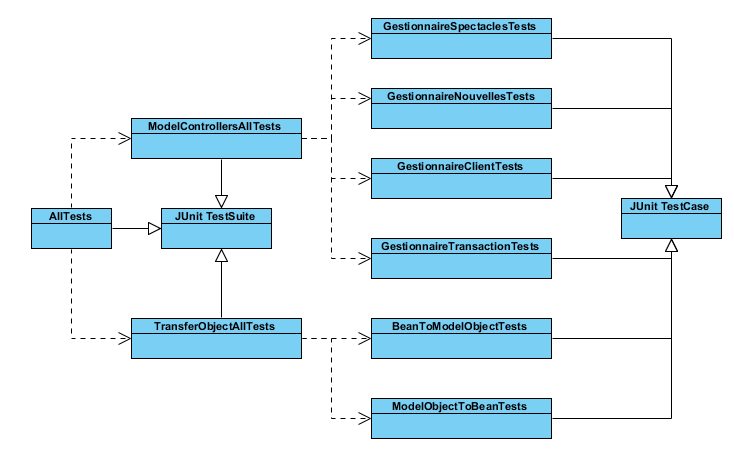 GestionnaireSpectaclesTests
GestionnaireNouvellesTests
ModelControllersAllTests
GestionnaireClientTests
JUnit TestCase
AllTests
JUnit TestSuite
GestionnaireTransactionTests
TransferObjectAllTests
BeanToModelObjectTests
ModelObjectToBeanTests